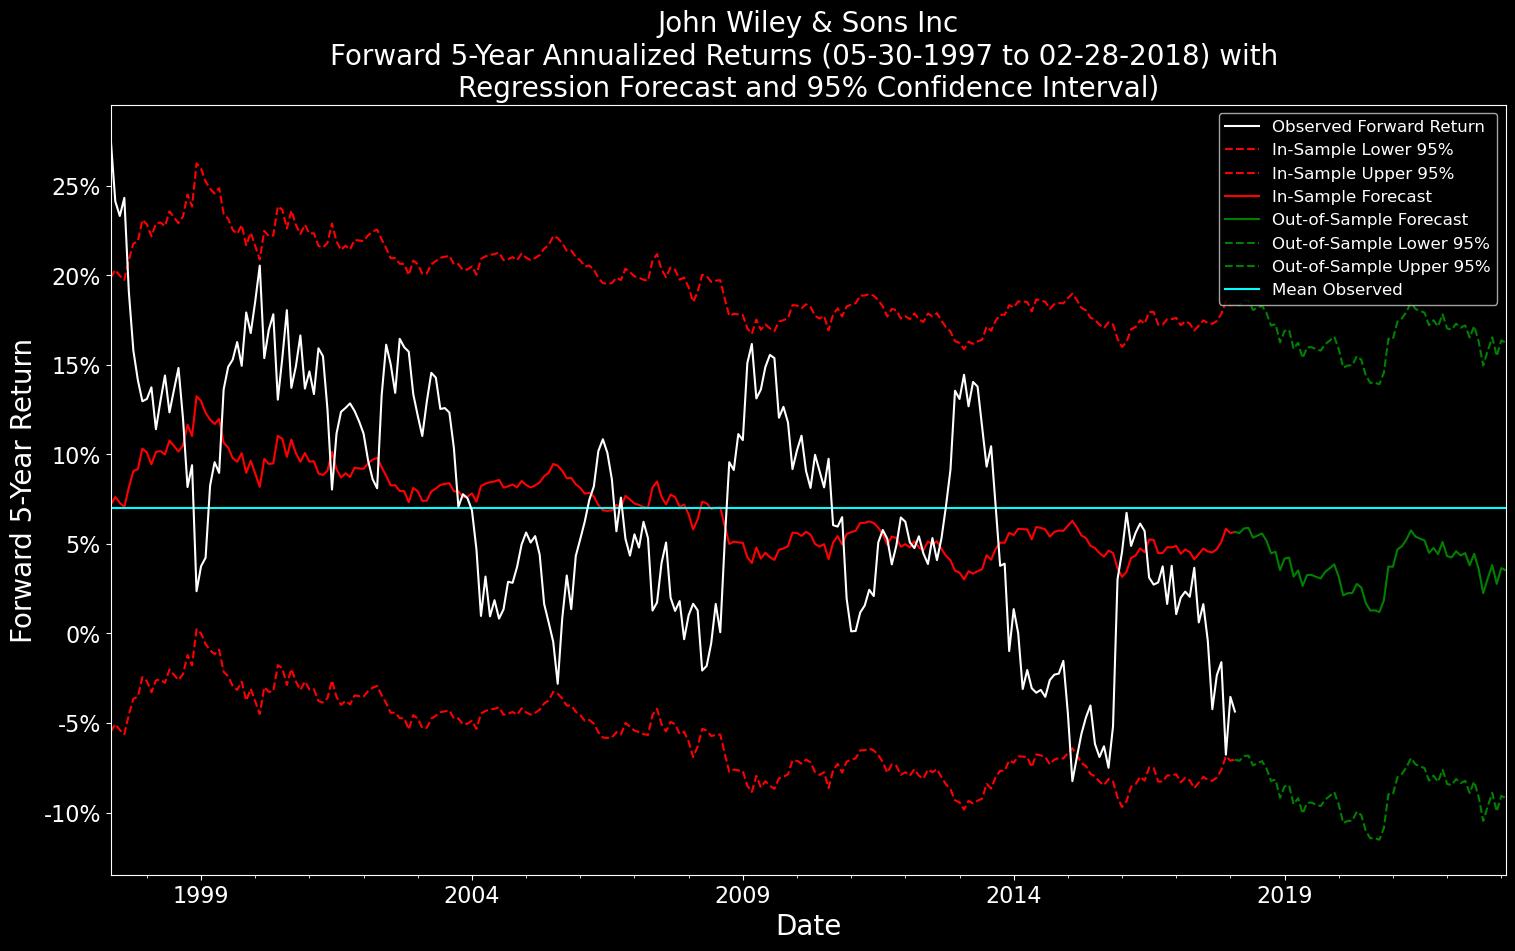 John Wiley & Sons Inc
Forward 5-Year Annualized Returns (05-30-1997 to 02-28-2018) with
Regression Forecast and 95% Confidence Interval)
Observed Forward Return
In-Sample Lower 95%
In-Sample Upper 95%
In-Sample Forecast
Out-of-Sample Forecast
Out-of-Sample Lower 95%
Out-of-Sample Upper 95%
Mean Observed
Forward 5-Year Return
25%
20%
15%
10%
5%
0%
-5%
-10%
1999
2004
2009
2014
2019
Date